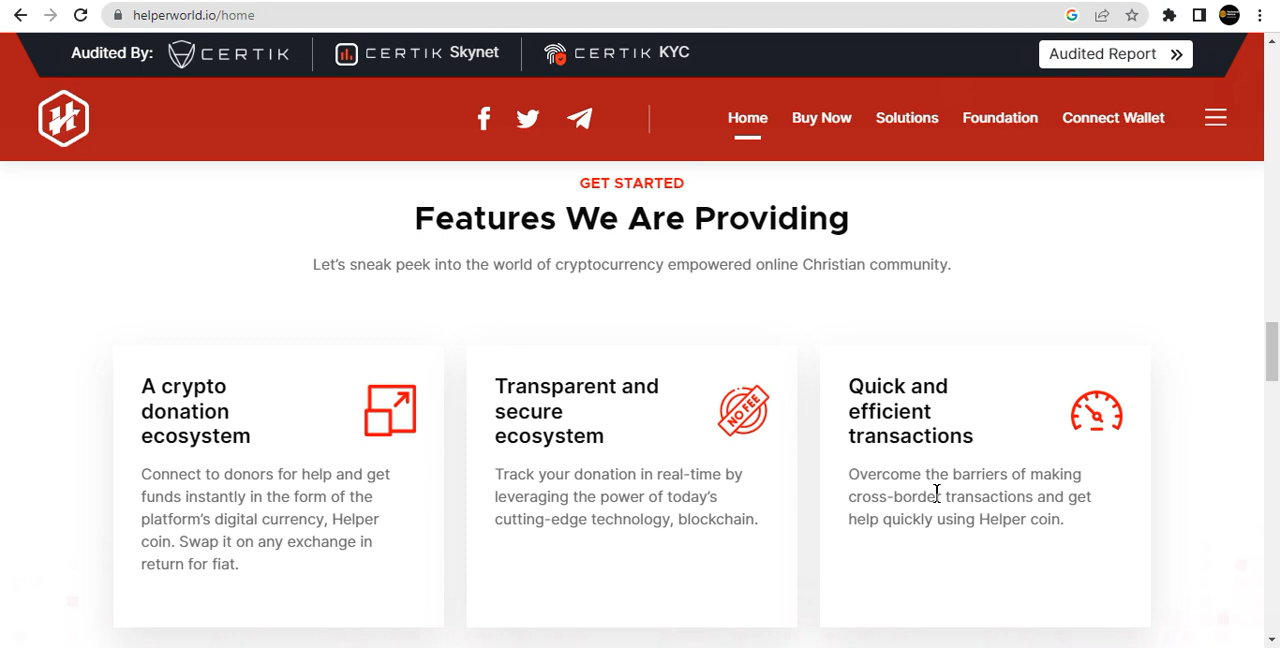 helperworld.io/home
Audited By: CERTIK CERTIK Skynet CERTIK KYC Audited Report
Home Buy Now Solutions Foundation Connect Wallet
GET STARTED
Features We Are Providing
Let's sneak peek into the world of cryptocurrency empowered online Christian community.
A crypto
donation
ecosystem
Connect to donors for help and get
funds instantly in the form of the
platform's digital currency, Helper
coin. Swap it on any exchange in
return for fiat.
Transparent and
secure
ecosystem
NO FEE
Track your donation in real-time by
leveraging the power of today's
cutting-edge technology, blockchain.
Quick and
efficient
transactions
Overcome the barriers of making
cross-border transactions and get
help quickly using Helper coin.